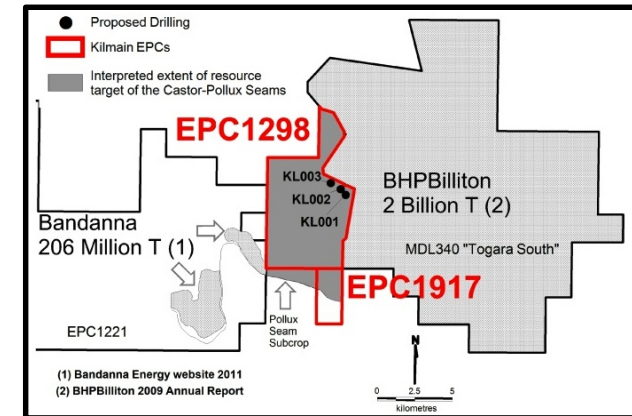 Proposed Drilling
Kilmain EPCs
Interpreted extent of resource
target of the Castor-Pollux Seams
EPC1298
KL003
KL002
KL001
BHPBilliton
2 Billion T (2)
MDL340 "Togara South"
Bandanna
206 Million T (1)
EPC1917
Pollux
Seam
Subcrop
EPC1221
N
(1) Bandanna Energy website 2011
(2) BHPBilliton 2009 Annual Report
0 2.5 5
kilometres